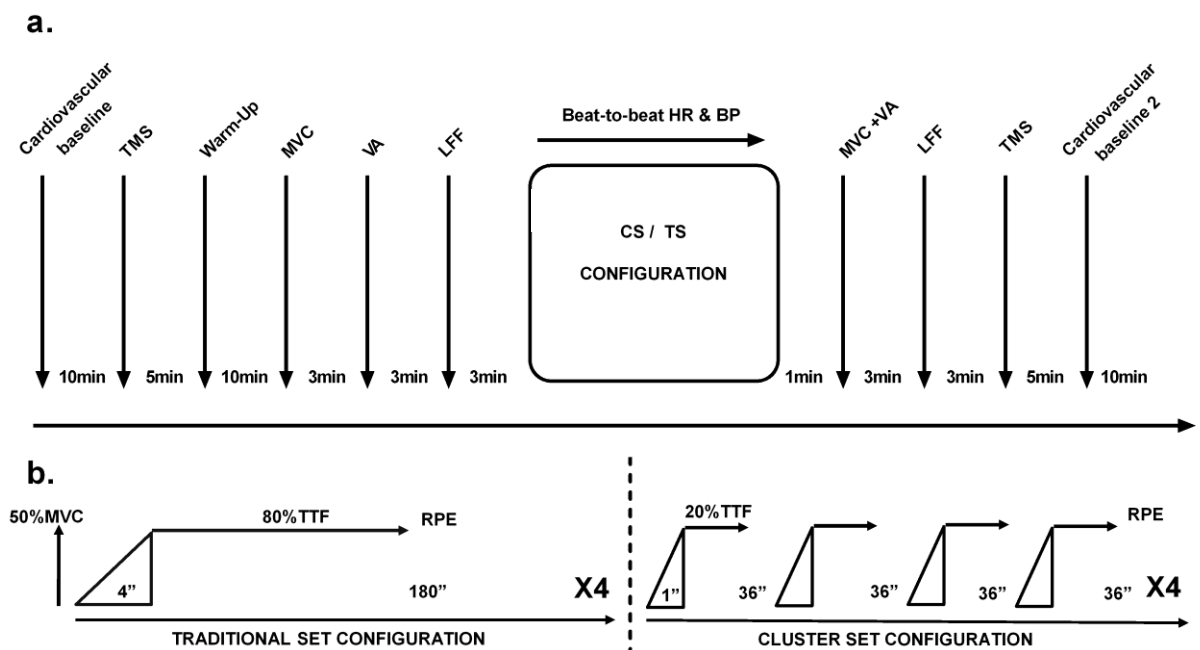 a.
Cardiovascular
baseline
TMS
Warm-Up
MVC
VA
LFF
Beat-to-beat HR & BP
MVC +VA
LFF
TMS
Cardiovascular
baseline 2
CS / TS
CONFIGURATION
10min
5min
10min
3min
3min
3min
1min
3min
3min
5min
10min
b.
50%MVC
80%TTF
RPE
4”
180”
X4
TRADITIONAL SET CONFIGURATION
20%TTF
RPE
1”
36”
36”
36”
36”
X4
CLUSTER SET CONFIGURATION